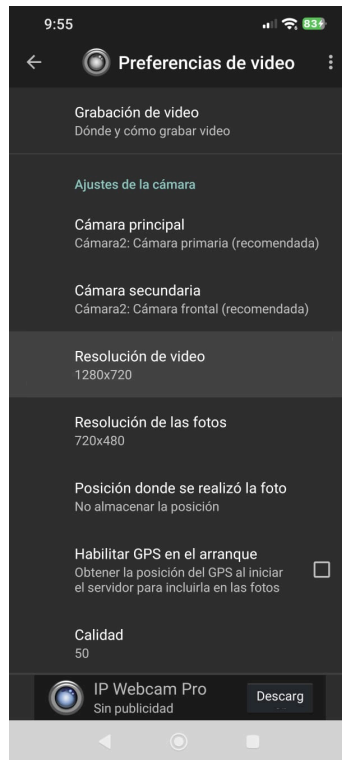 9:55
83
Preferencias de video
Grabación de video
Dónde y cómo grabar video
Ajustes de la cámara
Cámara principal
Cámara2: Cámara primaria (recomendada)
Cámara secundaria
Cámara2: Cámara frontal (recomendada)
Resolución de video
1280x720
Resolución de las fotos
720x480
Posición donde se realizó la foto
No almacenar la posición
Habilitar GPS en el arranque
Obtener la posición del GPS al iniciar
el servidor para incluirla en las fotos
Calidad
50
IP Webcam Pro
Sin publicidad
Descarg